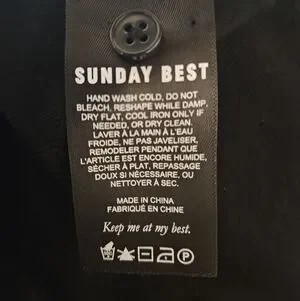 SUNDAY BEST
HAND WASH COLD, DO NOT
BLEACH. RESHAPE WHILE DAMP,
DRY FLAT, COOL IRON ONLY IF
NEEDED, OR DRY CLEAN.
LAVER À LA MAIN À L'EAU
FROIDE, NE PAS JAVELISER,
REMODELER PENDANT QUE
L'ARTICLE EST ENCORE HUMIDE,
SÉCHER À PLAT, REPASSAGE
DOUX SI NÉCESSAIRE, OU
NETTOYER À SEC.
MADE IN CHINA
FABRIQUÉ EN CHINE
Keep me at my best.
P